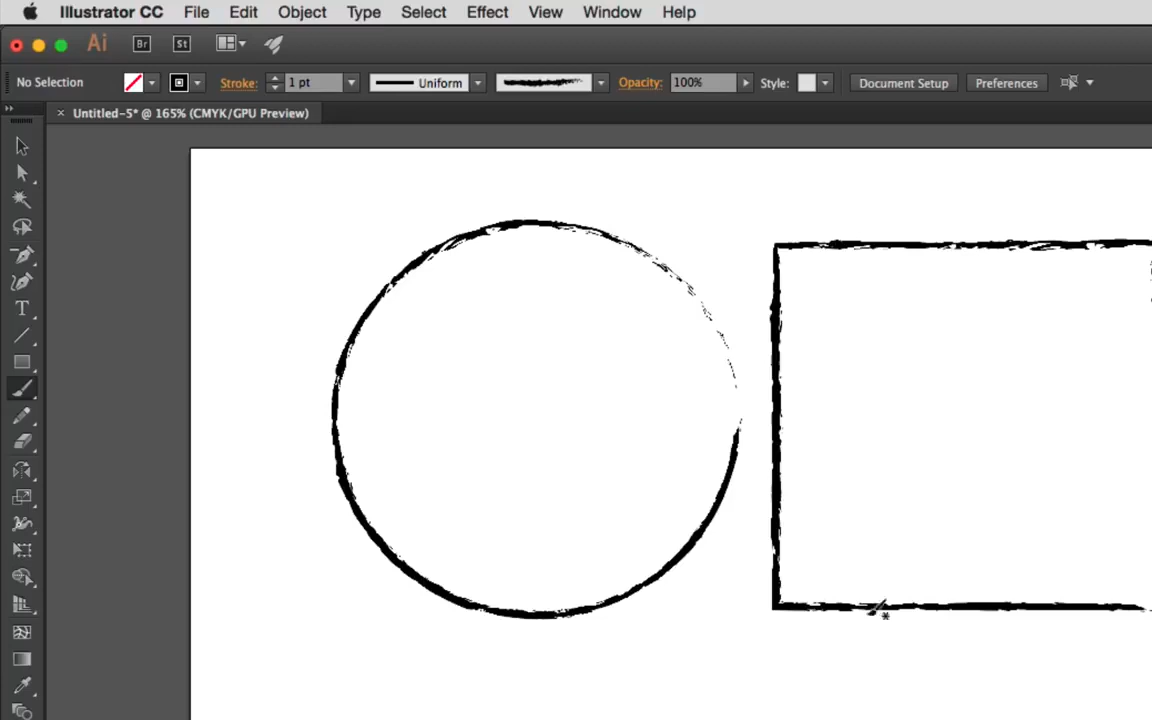 Illustrator CC File Edit Object Type Select Effect View Window Help
Ai Br St
No Selection Stroke: 1 pt Uniform Opacity: 100% Style: Document Setup Preferences
× Untitled-5* @ 165% (CMYK/GPU Preview)
T